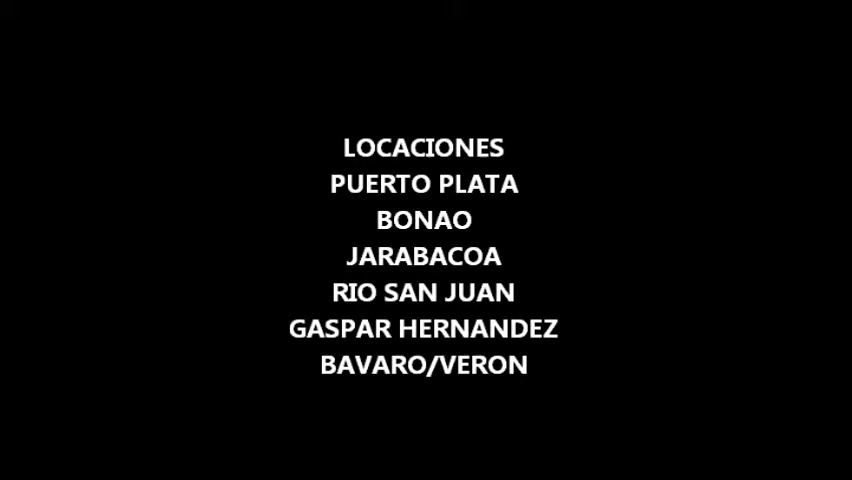 LOCACIONES
PUERTO PLATA
BONAO
JARABACOA
RIO SAN JUAN
GASPAR HERNANDEZ
BAVARO/VERON